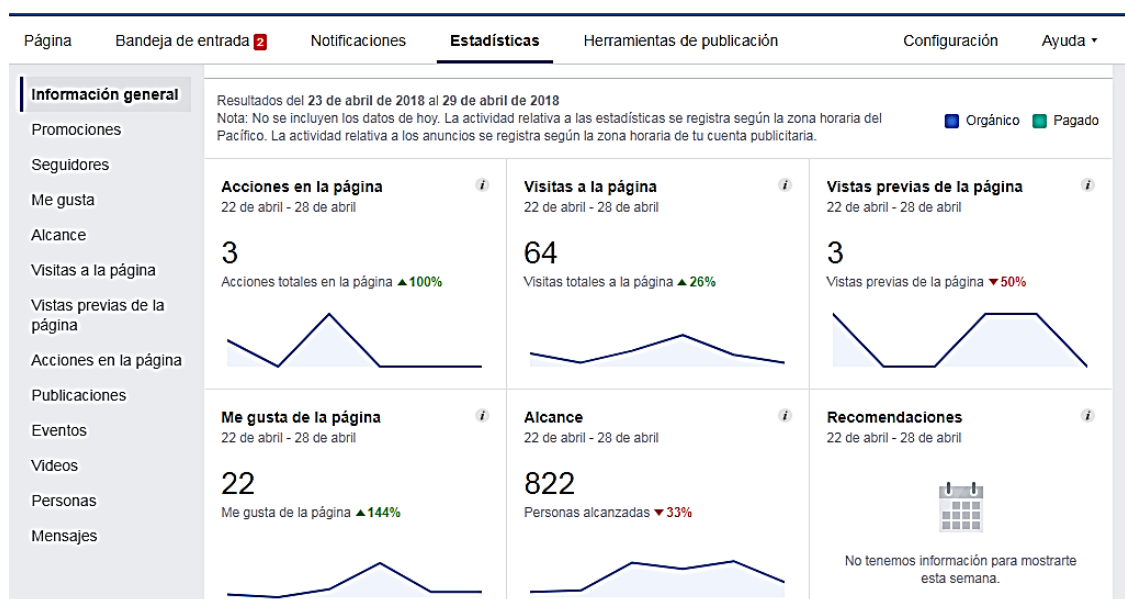 Página Bandeja de entrada 2 Notificaciones Estadísticas Herramientas de publicación Configuración Ayuda
Información general
Promociones
Seguidores
Me gusta
Alcance
Visitas a la página
Vistas previas de la
página
Acciones en la página
Publicaciones
Eventos
Videos
Personas
Mensajes
Resultados del 23 de abril de 2018 al 29 de abril de 2018
Nota: No se incluyen los datos de hoy. La actividad relativa a las estadísticas se registra según la zona horaria del
Pacífico. La actividad relativa a los anuncios se registra según la zona horaria de tu cuenta publicitaria.
Orgánico Pagado
Acciones en la página i
22 de abril - 28 de abril
3
Acciones totales en la página ▲100%
Visitas a la página i
22 de abril - 28 de abril
64
Visitas totales a la página ▲26%
Vistas previas de la página i
22 de abril - 28 de abril
3
Vistas previas de la página ▼50%
Me gusta de la página i
22 de abril - 28 de abril
22
Me gusta de la página ▲144%
Alcance i
22 de abril - 28 de abril
822
Personas alcanzadas ▼33%
Recomendaciones i
22 de abril - 28 de abril
No tenemos información para mostrarte
esta semana.